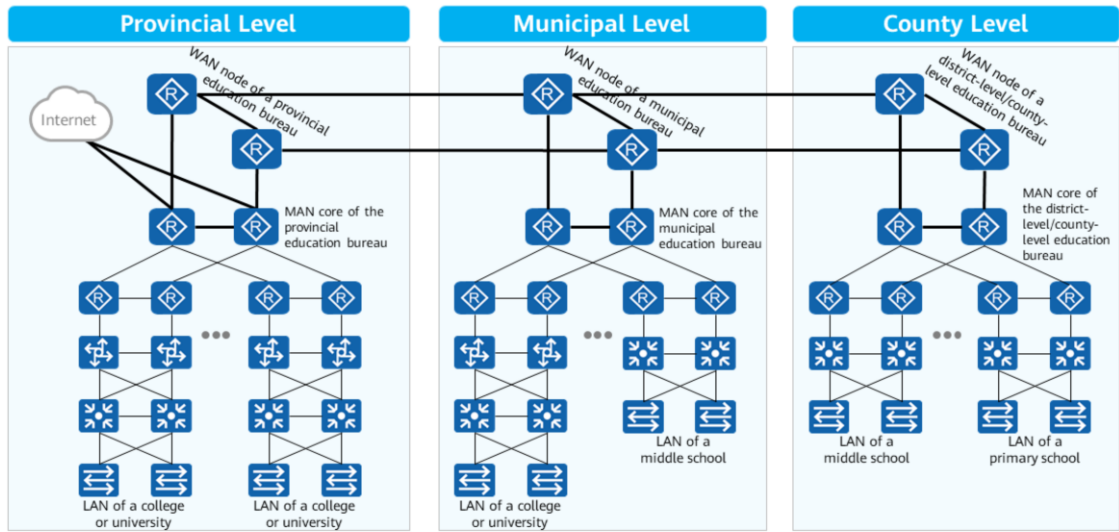 Provincial Level
Municipal Level
County Level
WAN node of a provincial
education bureau
WAN node of a municipal
education bureau
WAN node of a
district-level/county-
level education bureau
Internet
R
R
R
R
R
R
R
R
R
R
R
R
MAN core of the
provincial
education bureau
MAN core of the
municipal
education bureau
MAN core
of the district-
level/county-
level education
bureau
R
R
R
R
R
R
R
R
R
R
R
R
LAN of a
middle school
LAN of a
middle school
LAN of a
primary school
LAN of a college
or university
LAN of a college
or university
LAN of a college
or university